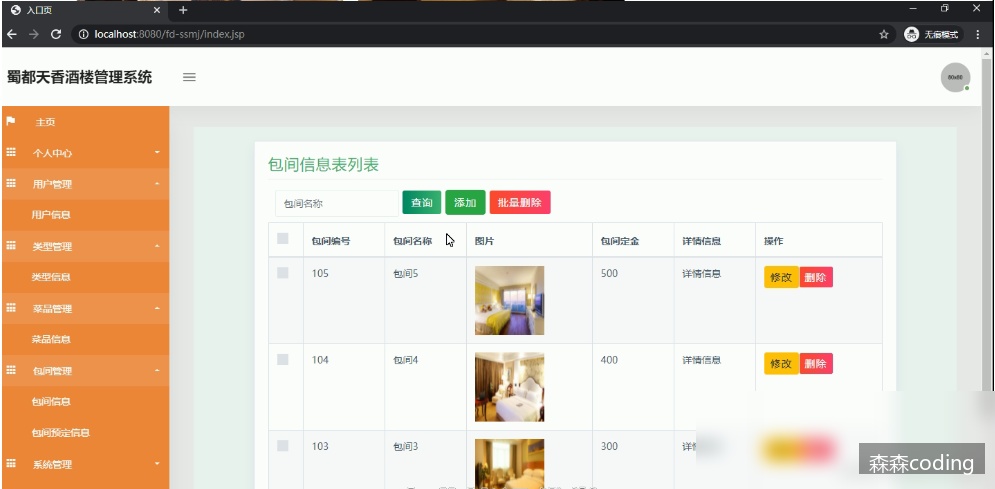 入口页
localhost:8080/fd-ssmj/index.jsp
无痕模式
蜀都天香酒楼管理系统
60x60
主页
个人中心
用户管理
用户信息
类型管理
类型信息
菜品管理
菜品信息
包间管理
包间信息
包间预定信息
系统管理
包间信息表列表
包间名称 查询 添加 批量删除
包间编号 包间名称 图片 包间定金 详情信息 操作
105 包间5 500 详情信息 修改 删除
104 包间4 400 详情信息 修改 删除
103 包间3 300
森森coding